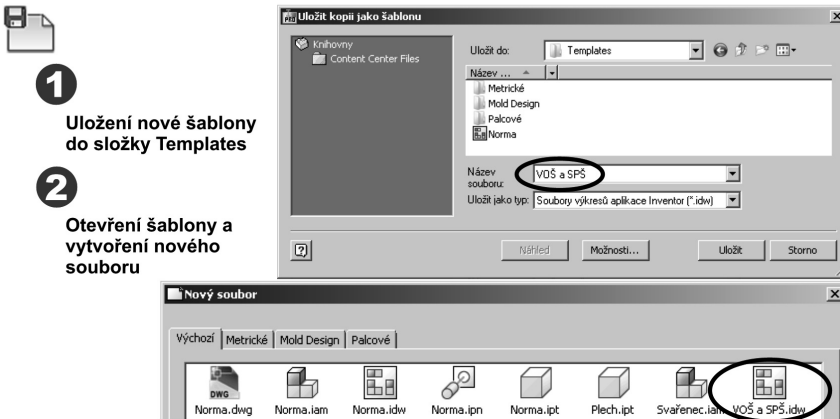 1
Uložení nové šablony
do složky Templates
2
Otevření šablony a
vytvoření nového
souboru
PRO Uložit kopii jako šablonu
Knihovny
Content Center Files
Uložit do: Templates
Název ...
Metrické
Mold Design
Palcové
Norma
Název souboru: VOŠ a SPŠ
Uložit jako typ: Soubory výkresů aplikace Inventor (*.idw)
Náhled Možnosti... Uložit Storno
Nový soubor
Výchozí Metrické Mold Design Palcové
DWG
Norma.dwg Norma.iam Norma.idw Norma.ipn Norma.ipt Plech.ipt Svařenec.iam VOŠ a SPŠ.idw